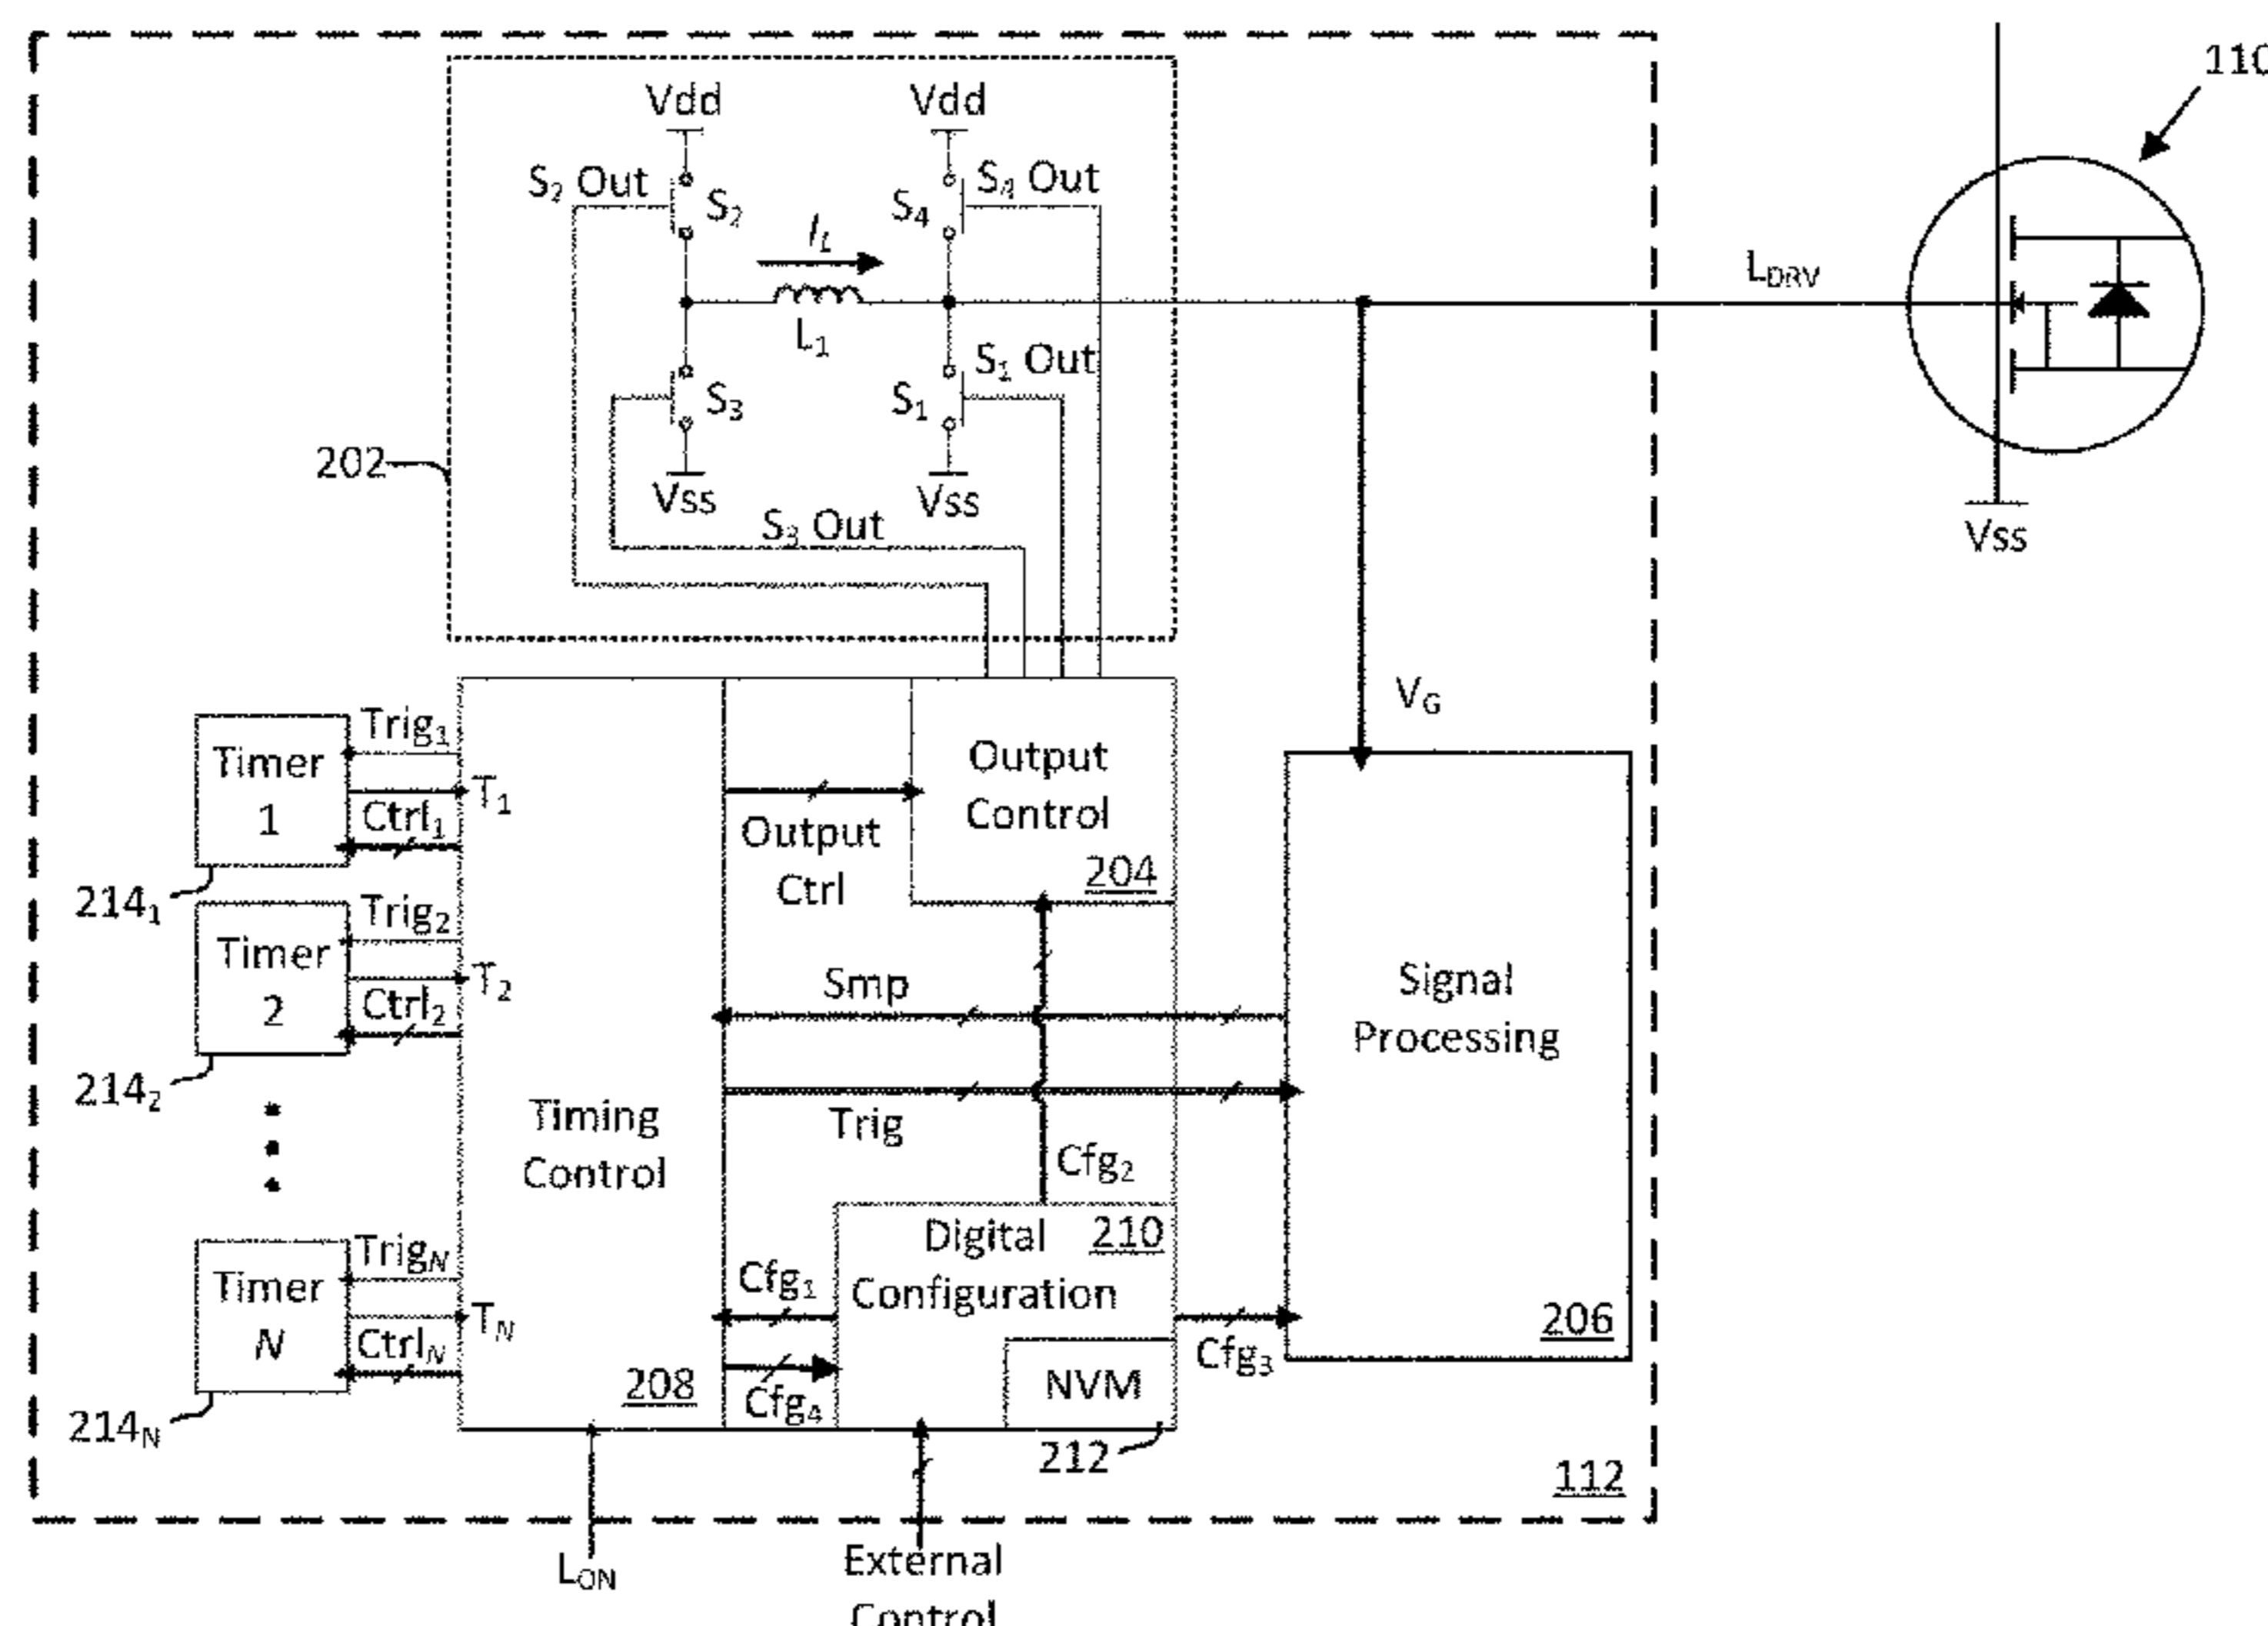 110
Vdd
Vdd
S2 Out
S2
S4
S4 Out
IL
L1
LDRV
S3
S1
S1 Out
202
Vss
Vss
S3 Out
Vss
VG
Timer
1
Trig1
T1
Ctrl1
2141
Output
Ctrl
Output
Control
204
Timer
2
Trig2
T2
Ctrl2
2142
Smp
Trig
Signal
Processing
206
Timing
Control
208
Cfg2
Digital
Configuration
210
Cfg1
Cfg4
NVM
212
Cfg3
Timer
N
TrigN
TN
CtrlN
214N
112
LON
External
Control